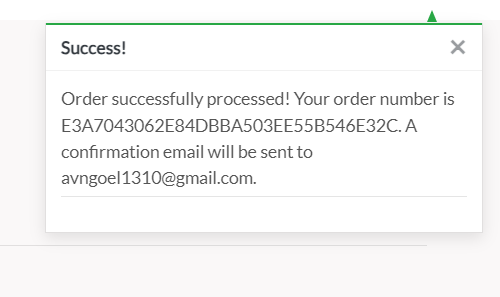 Success!
Order successfully processed! Your order number is
E3A7043062E84DBBA503EE55B546E32C. A
confirmation email will be sent to
avngoel1310@gmail.com.